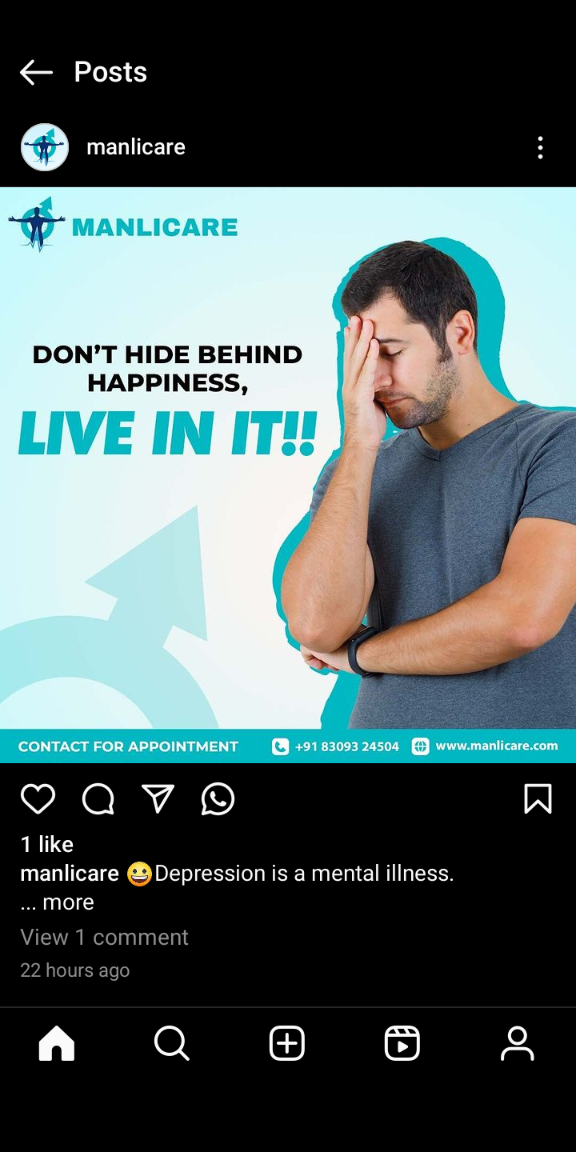 Posts
manlicare
MANLICARE
DON'T HIDE BEHIND
HAPPINESS,
LIVE IN IT!!
CONTACT FOR APPOINTMENT +91 83093 24504 www.manlicare.com
1 like
manlicare 😀Depression is a mental illness.
... more
View 1 comment
22 hours ago